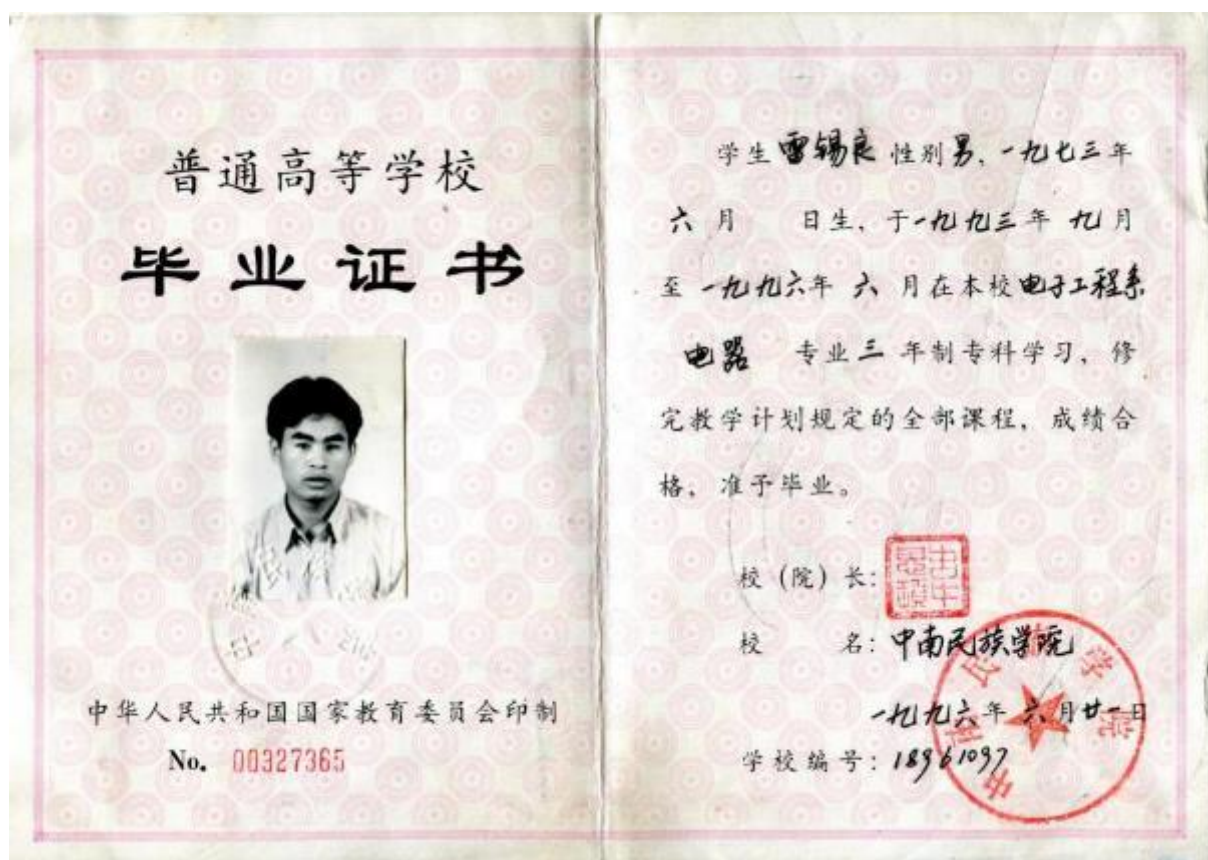 普通高等学校
毕业证书
中华人民共和国国家教育委员会印制
No. 00327365
学生雷锡良性别男，一九七三年
六月 日生，于一九九三年九月
至一九九六年六月在本校电子工程系
电器 专业三年制专科学习，修
完教学计划规定的全部课程，成绩合
格，准予毕业。
校（院）长：
校 名：中南民族学院
一九九六年六月廿一日
学校编号：18961097
中南民族学院